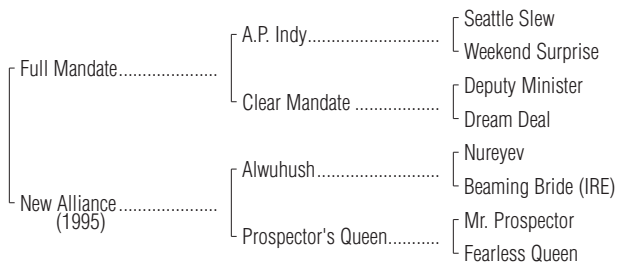 Seattle Slew
A.P. Indy
Weekend Surprise
Full Mandate
Deputy Minister
Clear Mandate
Dream Deal
Nureyev
Alwuhush
Beaming Bride (IRE)
New Alliance
(1995)
Mr. Prospector
Prospector's Queen
Fearless Queen